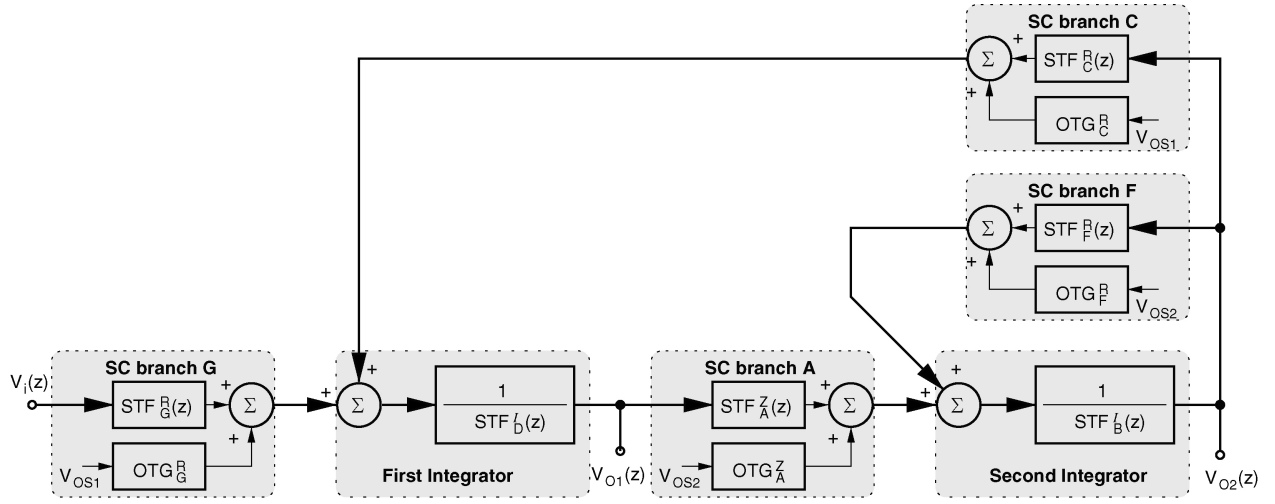 SC branch C
+
Σ
STF R C (z)
+
OTG R C
V OS1
SC branch F
+
Σ
STF R F (z)
+
OTG R F
V OS2
SC branch G
V i (z)
STF R G (z)
+
Σ
+
V OS1
OTG R G
+
+
Σ
1
STF I D (z)
First Integrator
V O1 (z)
SC branch A
STF Z A (z)
+
Σ
+
V OS2
OTG Z A
+
+
Σ
1
STF I B (z)
Second Integrator
V O2 (z)